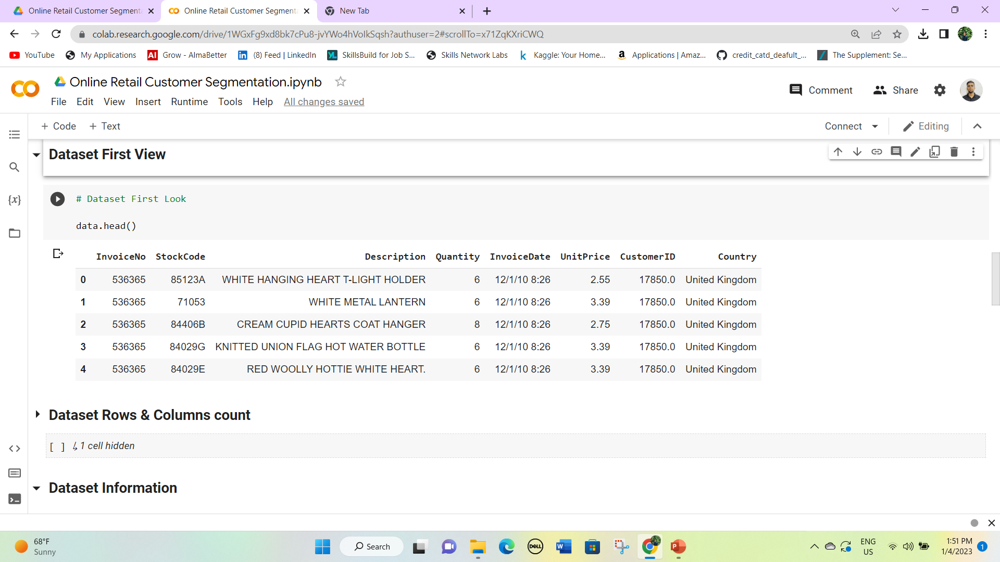 Online Retail Customer Segment
Online Retail Customer Segment
New Tab
colab.research.google.com/drive/1WGxFg9xd8bk7cPu8-jvYWo4hVoIkSqsh?authuser=2#scrollTo=x71ZqKXriCWQ
YouTube My Applications AI Grow - AlmaBetter in (8) Feed | LinkedIn SkillsBuild for Job S... Skills Network Labs k Kaggle: Your Home... a Applications | Amaz... credit_catd_deafult_... The Supplement: Se...
Online Retail Customer Segmentation.ipynb
Comment Share
File Edit View Insert Runtime Tools Help All changes saved
+ Code + Text Connect Editing
Dataset First View
{x}
# Dataset First Look
data.head()
InvoiceNo StockCode Description Quantity InvoiceDate UnitPrice CustomerID Country
0 536365 85123A WHITE HANGING HEART T-LIGHT HOLDER 6 12/1/10 8:26 2.55 17850.0 United Kingdom
1 536365 71053 WHITE METAL LANTERN 6 12/1/10 8:26 3.39 17850.0 United Kingdom
2 536365 84406B CREAM CUPID HEARTS COAT HANGER 8 12/1/10 8:26 2.75 17850.0 United Kingdom
3 536365 84029G KNITTED UNION FLAG HOT WATER BOTTLE 6 12/1/10 8:26 3.39 17850.0 United Kingdom
4 536365 84029E RED WOOLLY HOTTIE WHITE HEART. 6 12/1/10 8:26 3.39 17850.0 United Kingdom
Dataset Rows & Columns count
[ ] ↳ 1 cell hidden
Dataset Information
68°F
Sunny
Search
DELL
W
P
ENG
US
1:51 PM
1/4/2023
1